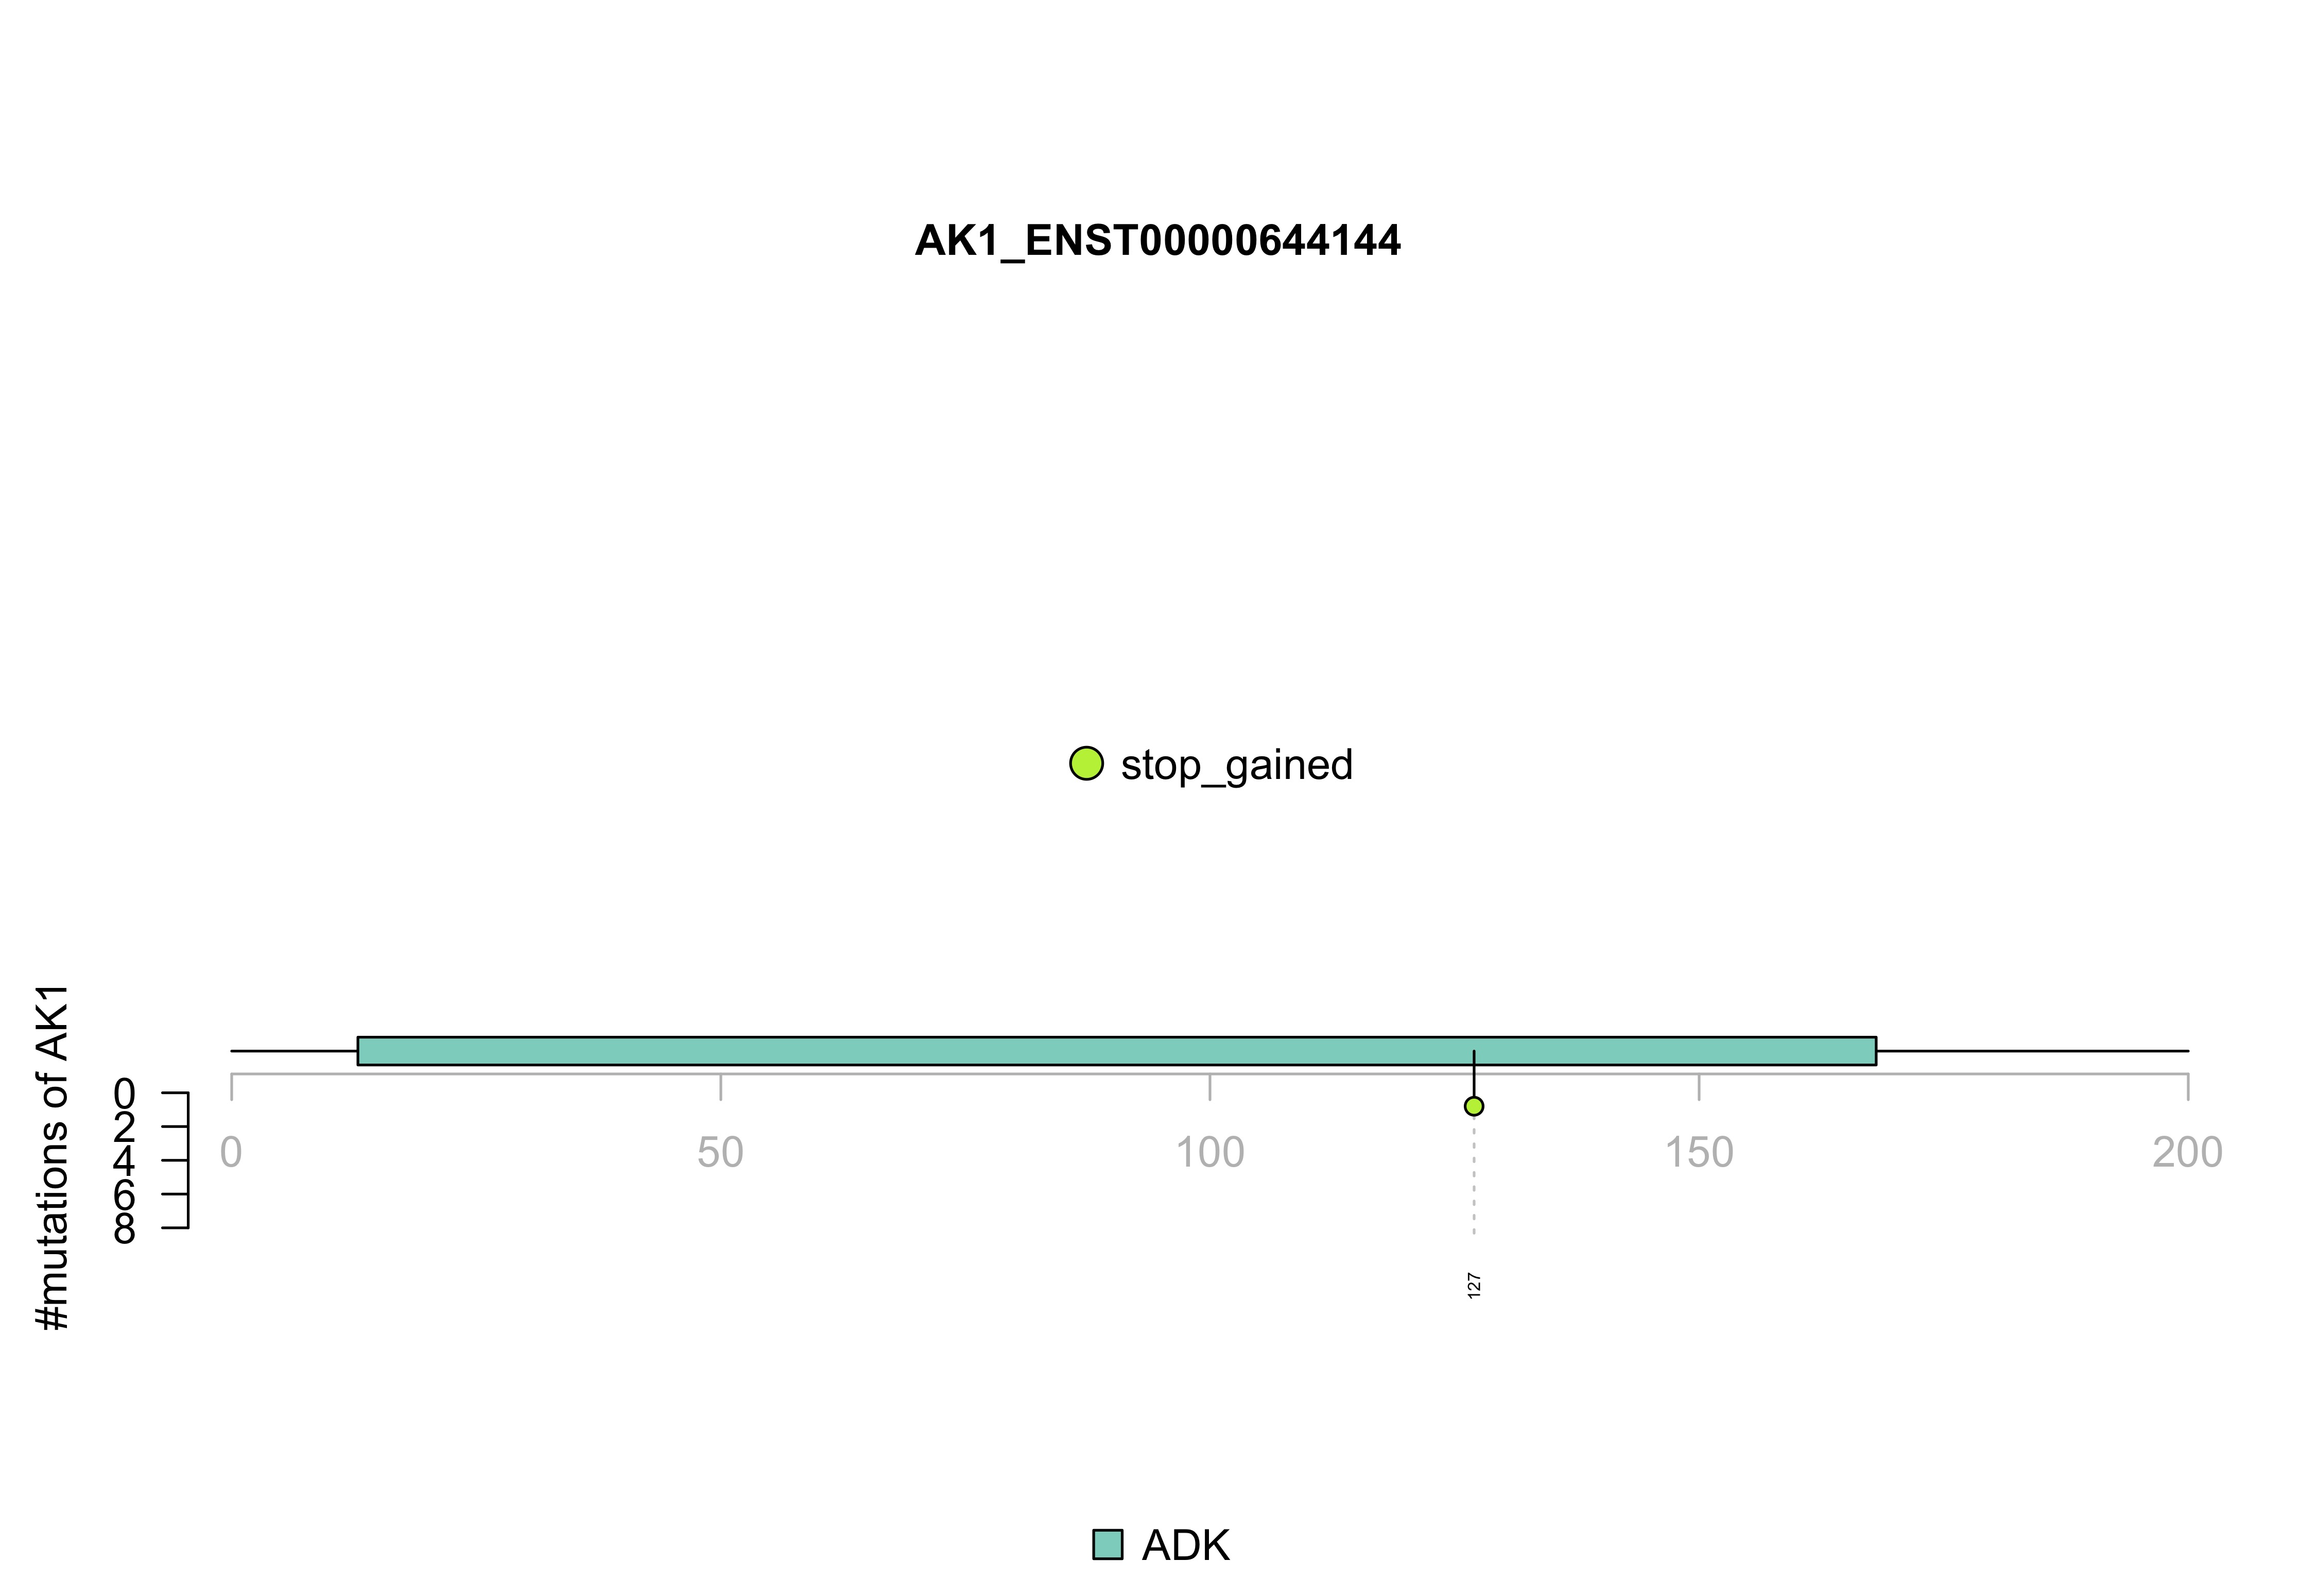 AK1_ENST00000644144
stop_gained
#mutations of AK1
0
2
4
6
8
0 50 100 150 200
127
ADK